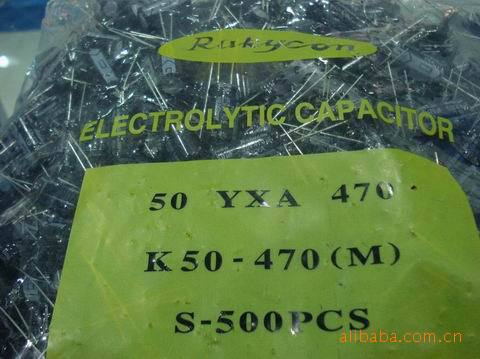 Rubycon
ELECTROLYTIC CAPACITOR
50 YXA 470
K50-470(M)
S-500PCS
alibaba.com.cn